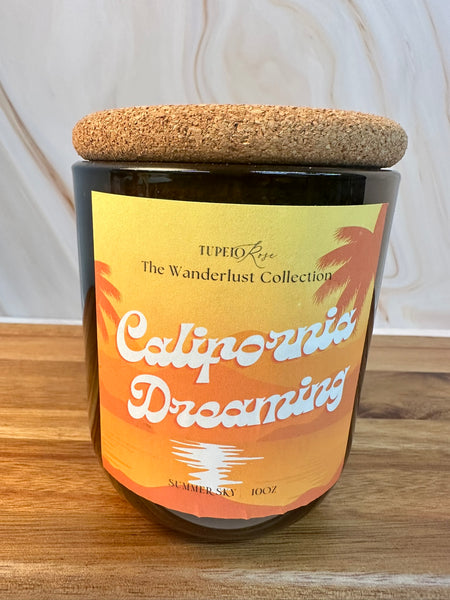 TUPELO Rose
The Wanderlust Collection
California
Dreaming
SUMMER SKY 10OZ